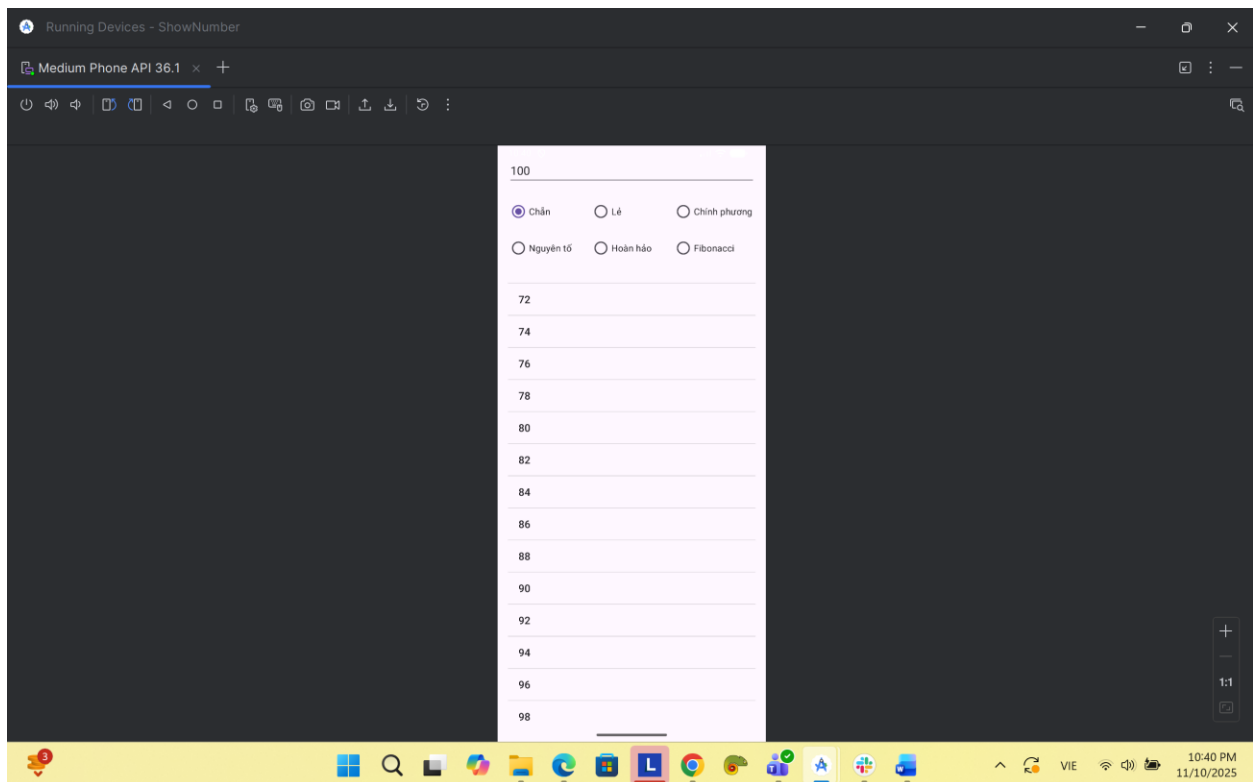 Running Devices - ShowNumber
Medium Phone API 36.1
100
Chẵn Lẻ Chính phương
Nguyên tố Hoàn hảo Fibonacci
72
74
76
78
80
82
84
86
88
90
92
94
96
98
1:1
3
L
VIE
10:40 PM
11/10/2025